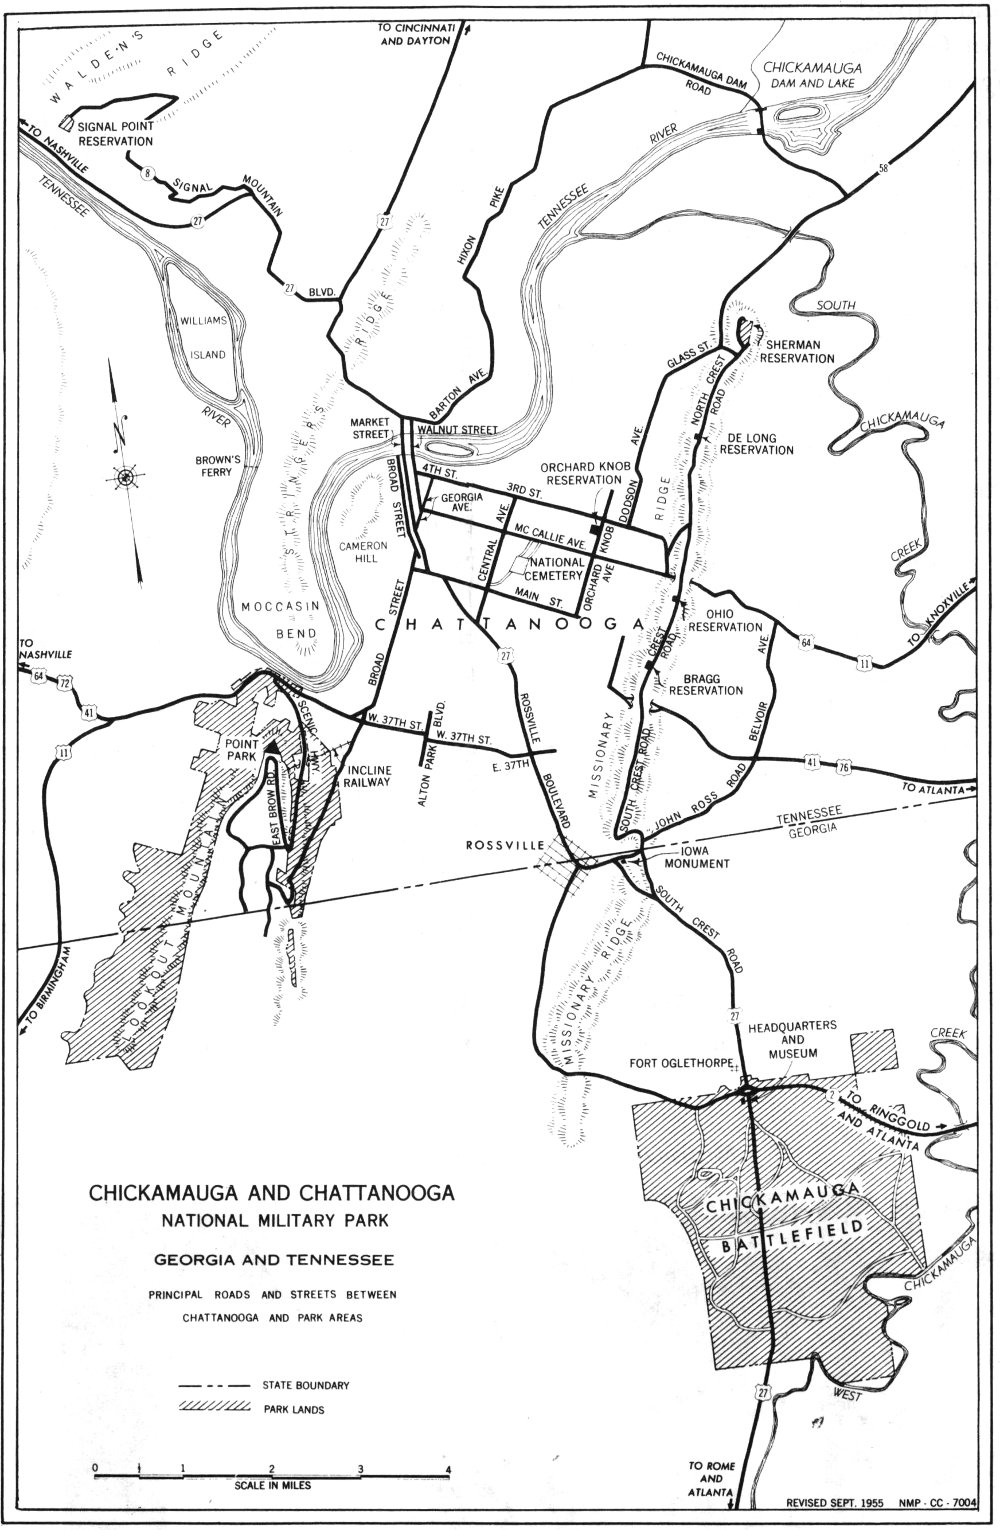 TO CINCINNATI
AND DAYTON
WALDEN'S
RIDGE
CHICKAMAUGA DAM
ROAD
CHICKAMAUGA
DAM AND LAKE
SIGNAL POINT
RESERVATION
TO NASHVILLE
TENNESSEE
8
SIGNAL
MOUNTAIN
27
27
27
BLVD.
HIXON
PIKE
TENNESSEE
RIVER
58
SOUTH
CHICKAMAUGA
CREEK
WILLIAMS
ISLAND
RIVER
N
STRINGER'S
RIDGE
GLASS ST.
SHERMAN
RESERVATION
NORTH CREST
ROAD
BARTON AVE.
MARKET
STREET
WALNUT STREET
DE LONG
RESERVATION
BROWN'S
FERRY
BROAD STREET
4TH ST.
3RD ST.
ORCHARD KNOB
RESERVATION
DODSON
AVE.
RIDGE
GEORGIA
AVE.
CENTRAL
AVE.
MC CALLIE AVE.
CAMERON
HILL
NATIONAL
CEMETERY
ORCHARD
KNOB
AVE.
MAIN ST.
MOCCASIN
BEND
CHATTANOOGA
OHIO
RESERVATION
CREST
ROAD
BRAGG
RESERVATION
64
11
TO KNOXVILLE
TO
NASHVILLE
64
72
41
11
BROAD
STREET
27
ROSSVILLE
BOULEVARD
SCENIC
HWY.
W. 37TH ST.
W. 37TH ST.
E. 37TH
ALTON PARK
BLVD.
POINT
PARK
INCLINE
RAILWAY
EAST BROW RD.
MISSIONARY
SOUTH CREST ROAD
BELVOIR
AVE.
JOHN ROSS ROAD
41
76
TO ATLANTA
TENNESSEE
GEORGIA
ROSSVILLE
IOWA
MONUMENT
LOOKOUT MOUNTAIN
TO BIRMINGHAM
MISSIONARY RIDGE
SOUTH CREST
ROAD
27
HEADQUARTERS
AND
MUSEUM
FORT OGLETHORPE
CREEK
2
TO RINGGOLD
AND ATLANTA
CHICKAMAUGA
BATTLEFIELD
CHICKAMAUGA
WEST
27
TO ROME
AND
ATLANTA
CHICKAMAUGA AND CHATTANOOGA
NATIONAL MILITARY PARK
GEORGIA AND TENNESSEE
PRINCIPAL ROADS AND STREETS BETWEEN
CHATTANOOGA AND PARK AREAS
STATE BOUNDARY
PARK LANDS
0 1 2 3 4
SCALE IN MILES
REVISED SEPT. 1955 NMP - CC - 7004